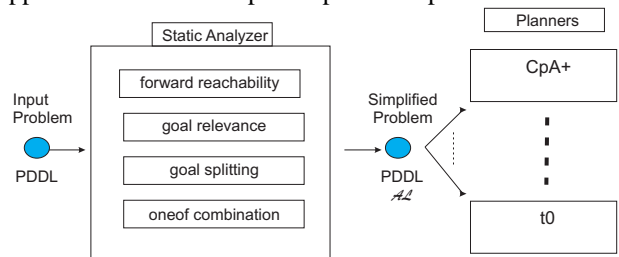 Planners
Static Analyzer
CpA+
forward reachability
Input
Problem
Simplified
Problem
goal relevance
goal splitting
PDDL
PDDL
AL
oneof combination
t0